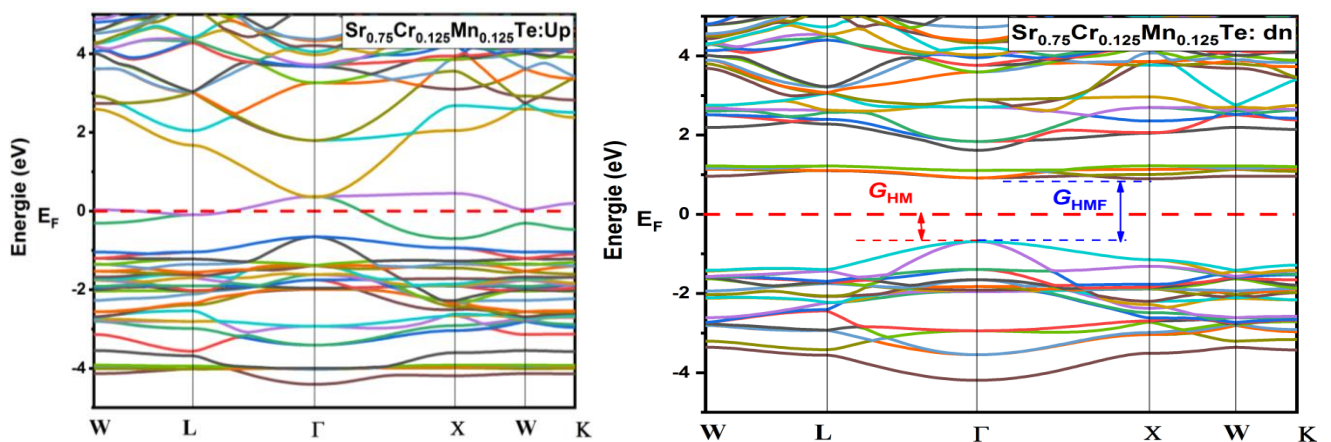 Sr0.75Cr0.125Mn0.125Te:Up
Energie (eV)
4
2
0
-2
-4
EF
W L Γ X W K
Sr0.75Cr0.125Mn0.125Te: dn
Energie (eV)
4
2
0
-2
-4
EF
GHM
GHMF
W L Γ X W K